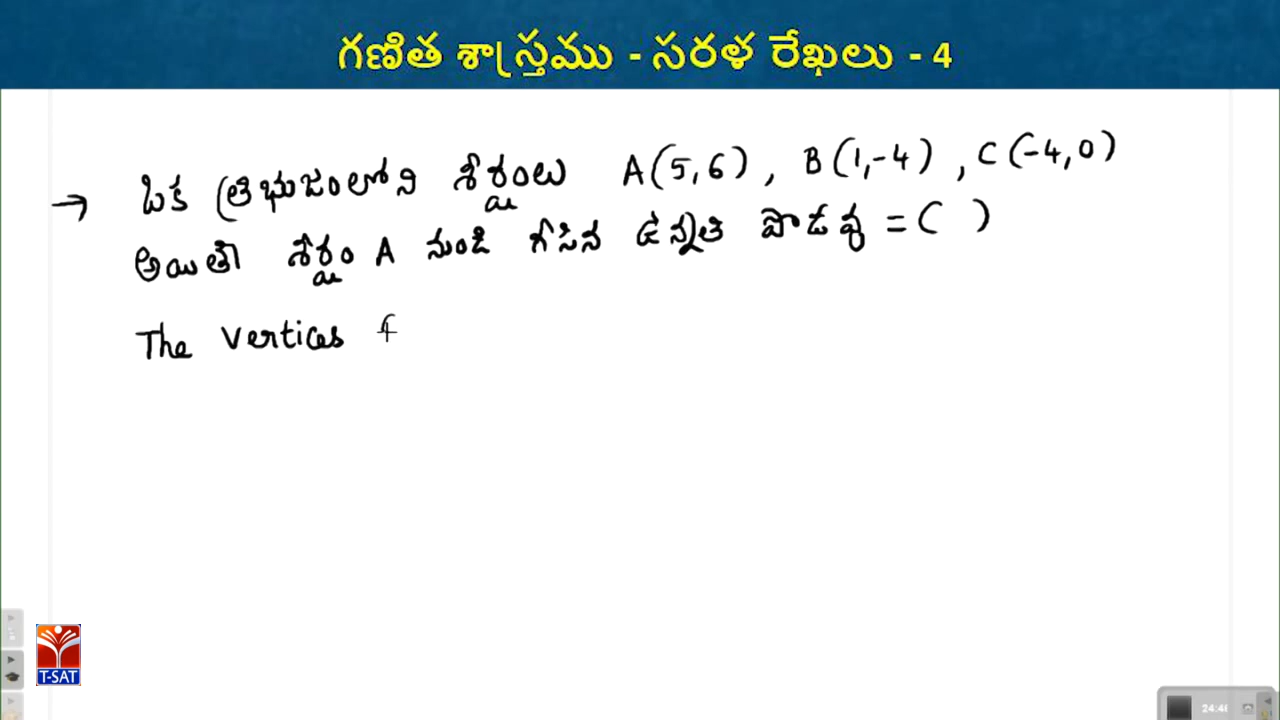 గణిత శాస్త్రము - సరళ రేఖలు - 4
→ ఒక త్రిభుజంలోని శీర్షంలు A(5,6), B(1,-4), C(-4,0)
అయితే శీర్షం A నుండి గీసిన ఉన్నతి పొడవు = ( )
The vertices
T-SAT
24:46